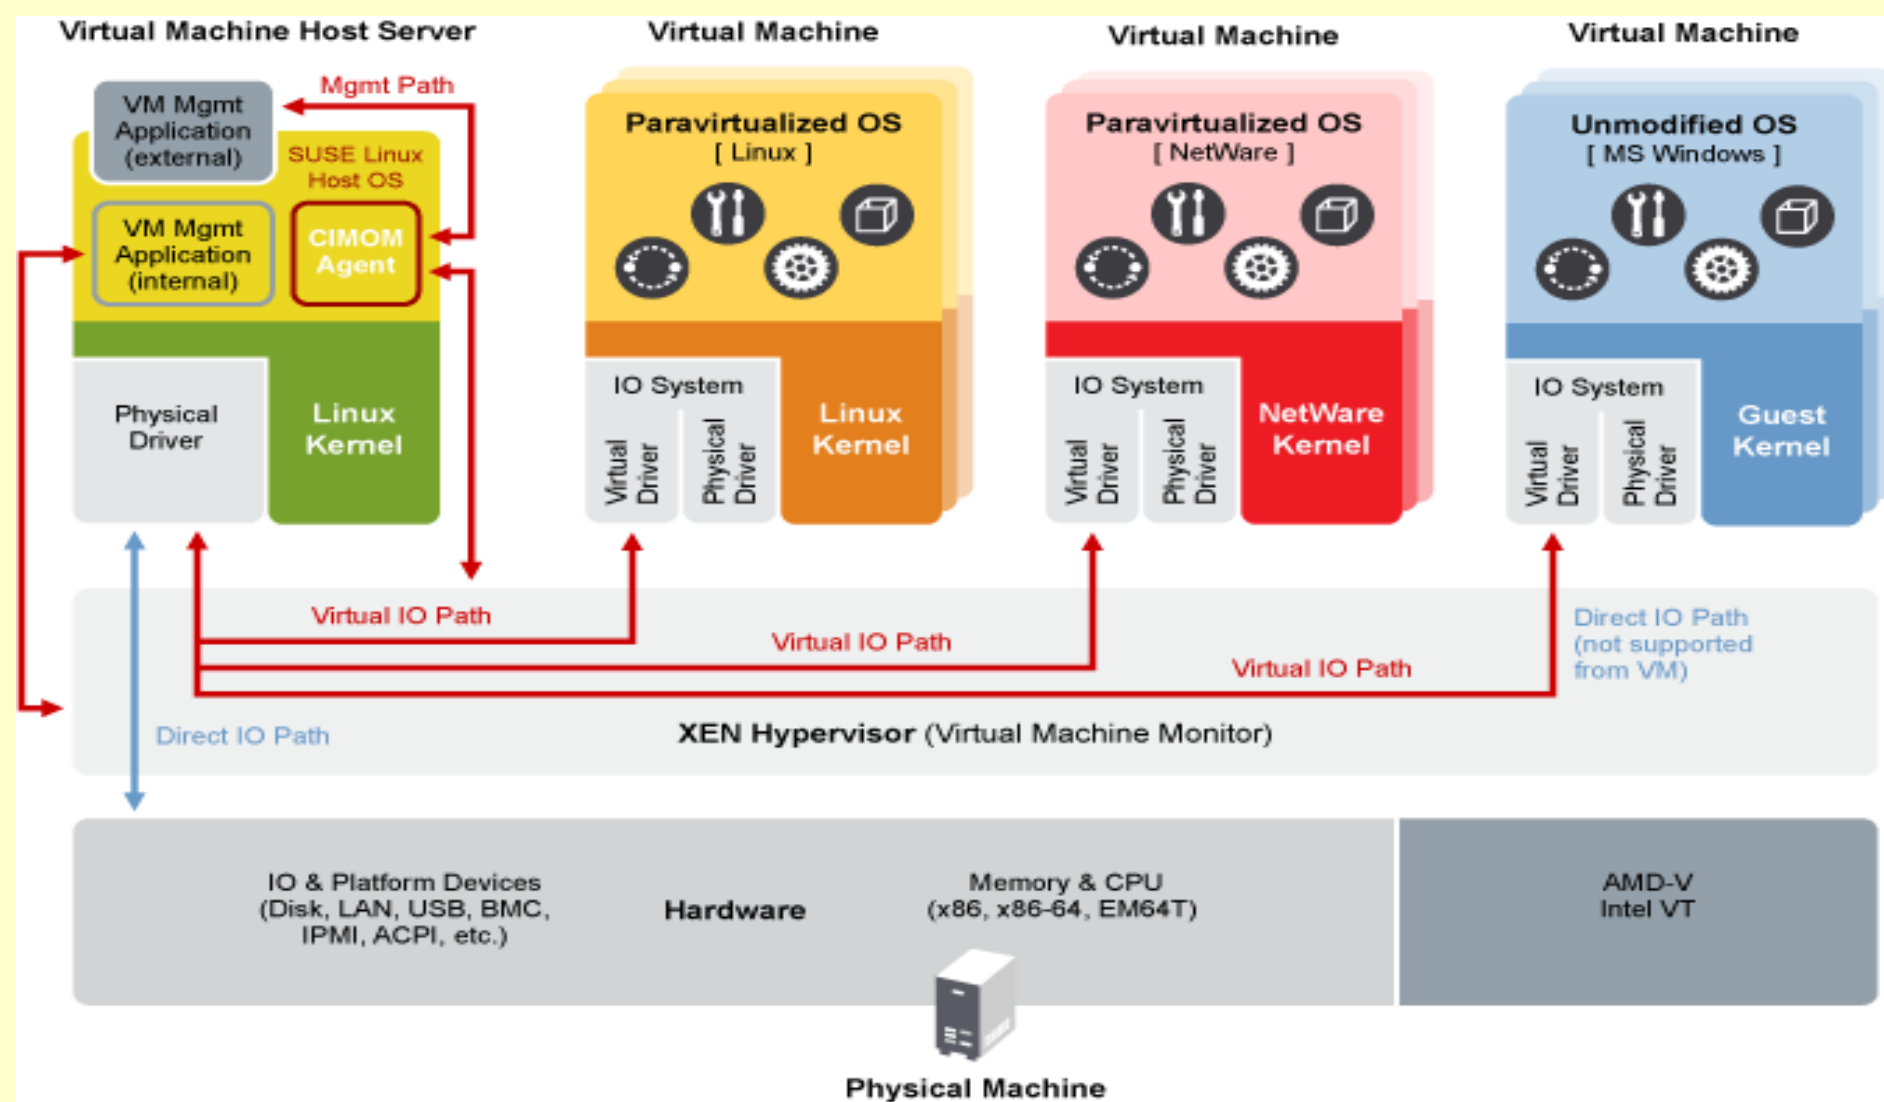 Virtual Machine Host Server
Virtual Machine
Virtual Machine
Virtual Machine
Mgmt Path
VM Mgmt
Application
(external)
SUSE Linux
Host OS
VM Mgmt
Application
(internal)
CIMOM
Agent
Physical
Driver
Linux
Kernel
Paravirtualized OS
[ Linux ]
IO System
Virtual
Driver
Physical
Driver
Linux
Kernel
Paravirtualized OS
[ NetWare ]
IO System
Virtual
Driver
Physical
Driver
NetWare
Kernel
Unmodified OS
[ MS Windows ]
IO System
Virtual
Driver
Physical
Driver
Guest
Kernel
Virtual IO Path
Virtual IO Path
Virtual IO Path
Direct IO Path
(not supported
from VM)
Direct IO Path
XEN Hypervisor (Virtual Machine Monitor)
IO & Platform Devices
(Disk, LAN, USB, BMC,
IPMI, ACPI, etc.)
Hardware
Memory & CPU
(x86, x86-64, EM64T)
AMD-V
Intel VT
Physical Machine